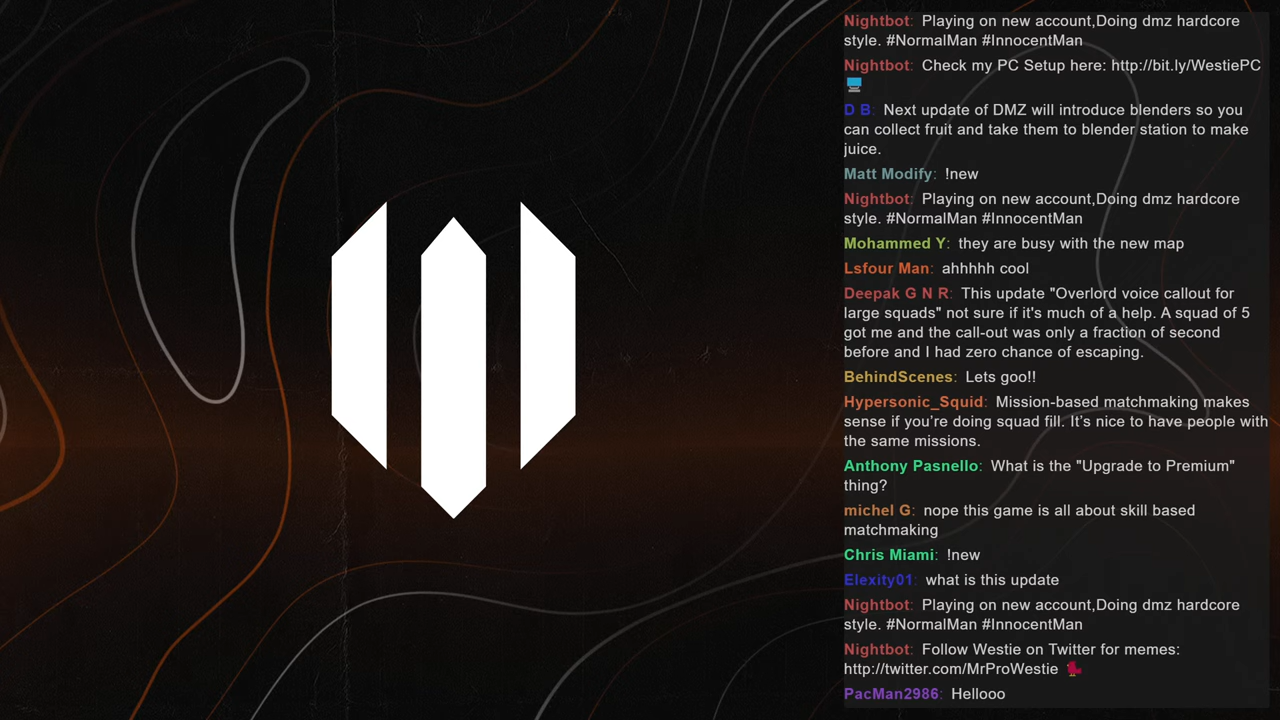 Nightbot: Playing on new account,Doing dmz hardcore
style. #NormalMan #InnocentMan
Nightbot: Check my PC Setup here: http://bit.ly/WestiePC
D B: Next update of DMZ will introduce blenders so you
can collect fruit and take them to blender station to make
juice.
Matt Modify: !new
Nightbot: Playing on new account,Doing dmz hardcore
style. #NormalMan #InnocentMan
Mohammed Y: they are busy with the new map
Lsfour Man: ahhhhh cool
Deepak G N R: This update "Overlord voice callout for
large squads" not sure if it's much of a help. A squad of 5
got me and the call-out was only a fraction of second
before and I had zero chance of escaping.
BehindScenes: Lets goo!!
Hypersonic_Squid: Mission-based matchmaking makes
sense if you’re doing squad fill. It’s nice to have people with
the same missions.
Anthony Pasnello: What is the "Upgrade to Premium"
thing?
michel G: nope this game is all about skill based
matchmaking
Chris Miami: !new
Elexity01: what is this update
Nightbot: Playing on new account,Doing dmz hardcore
style. #NormalMan #InnocentMan
Nightbot: Follow Westie on Twitter for memes:
http://twitter.com/MrProWestie
PacMan2986: Hellooo